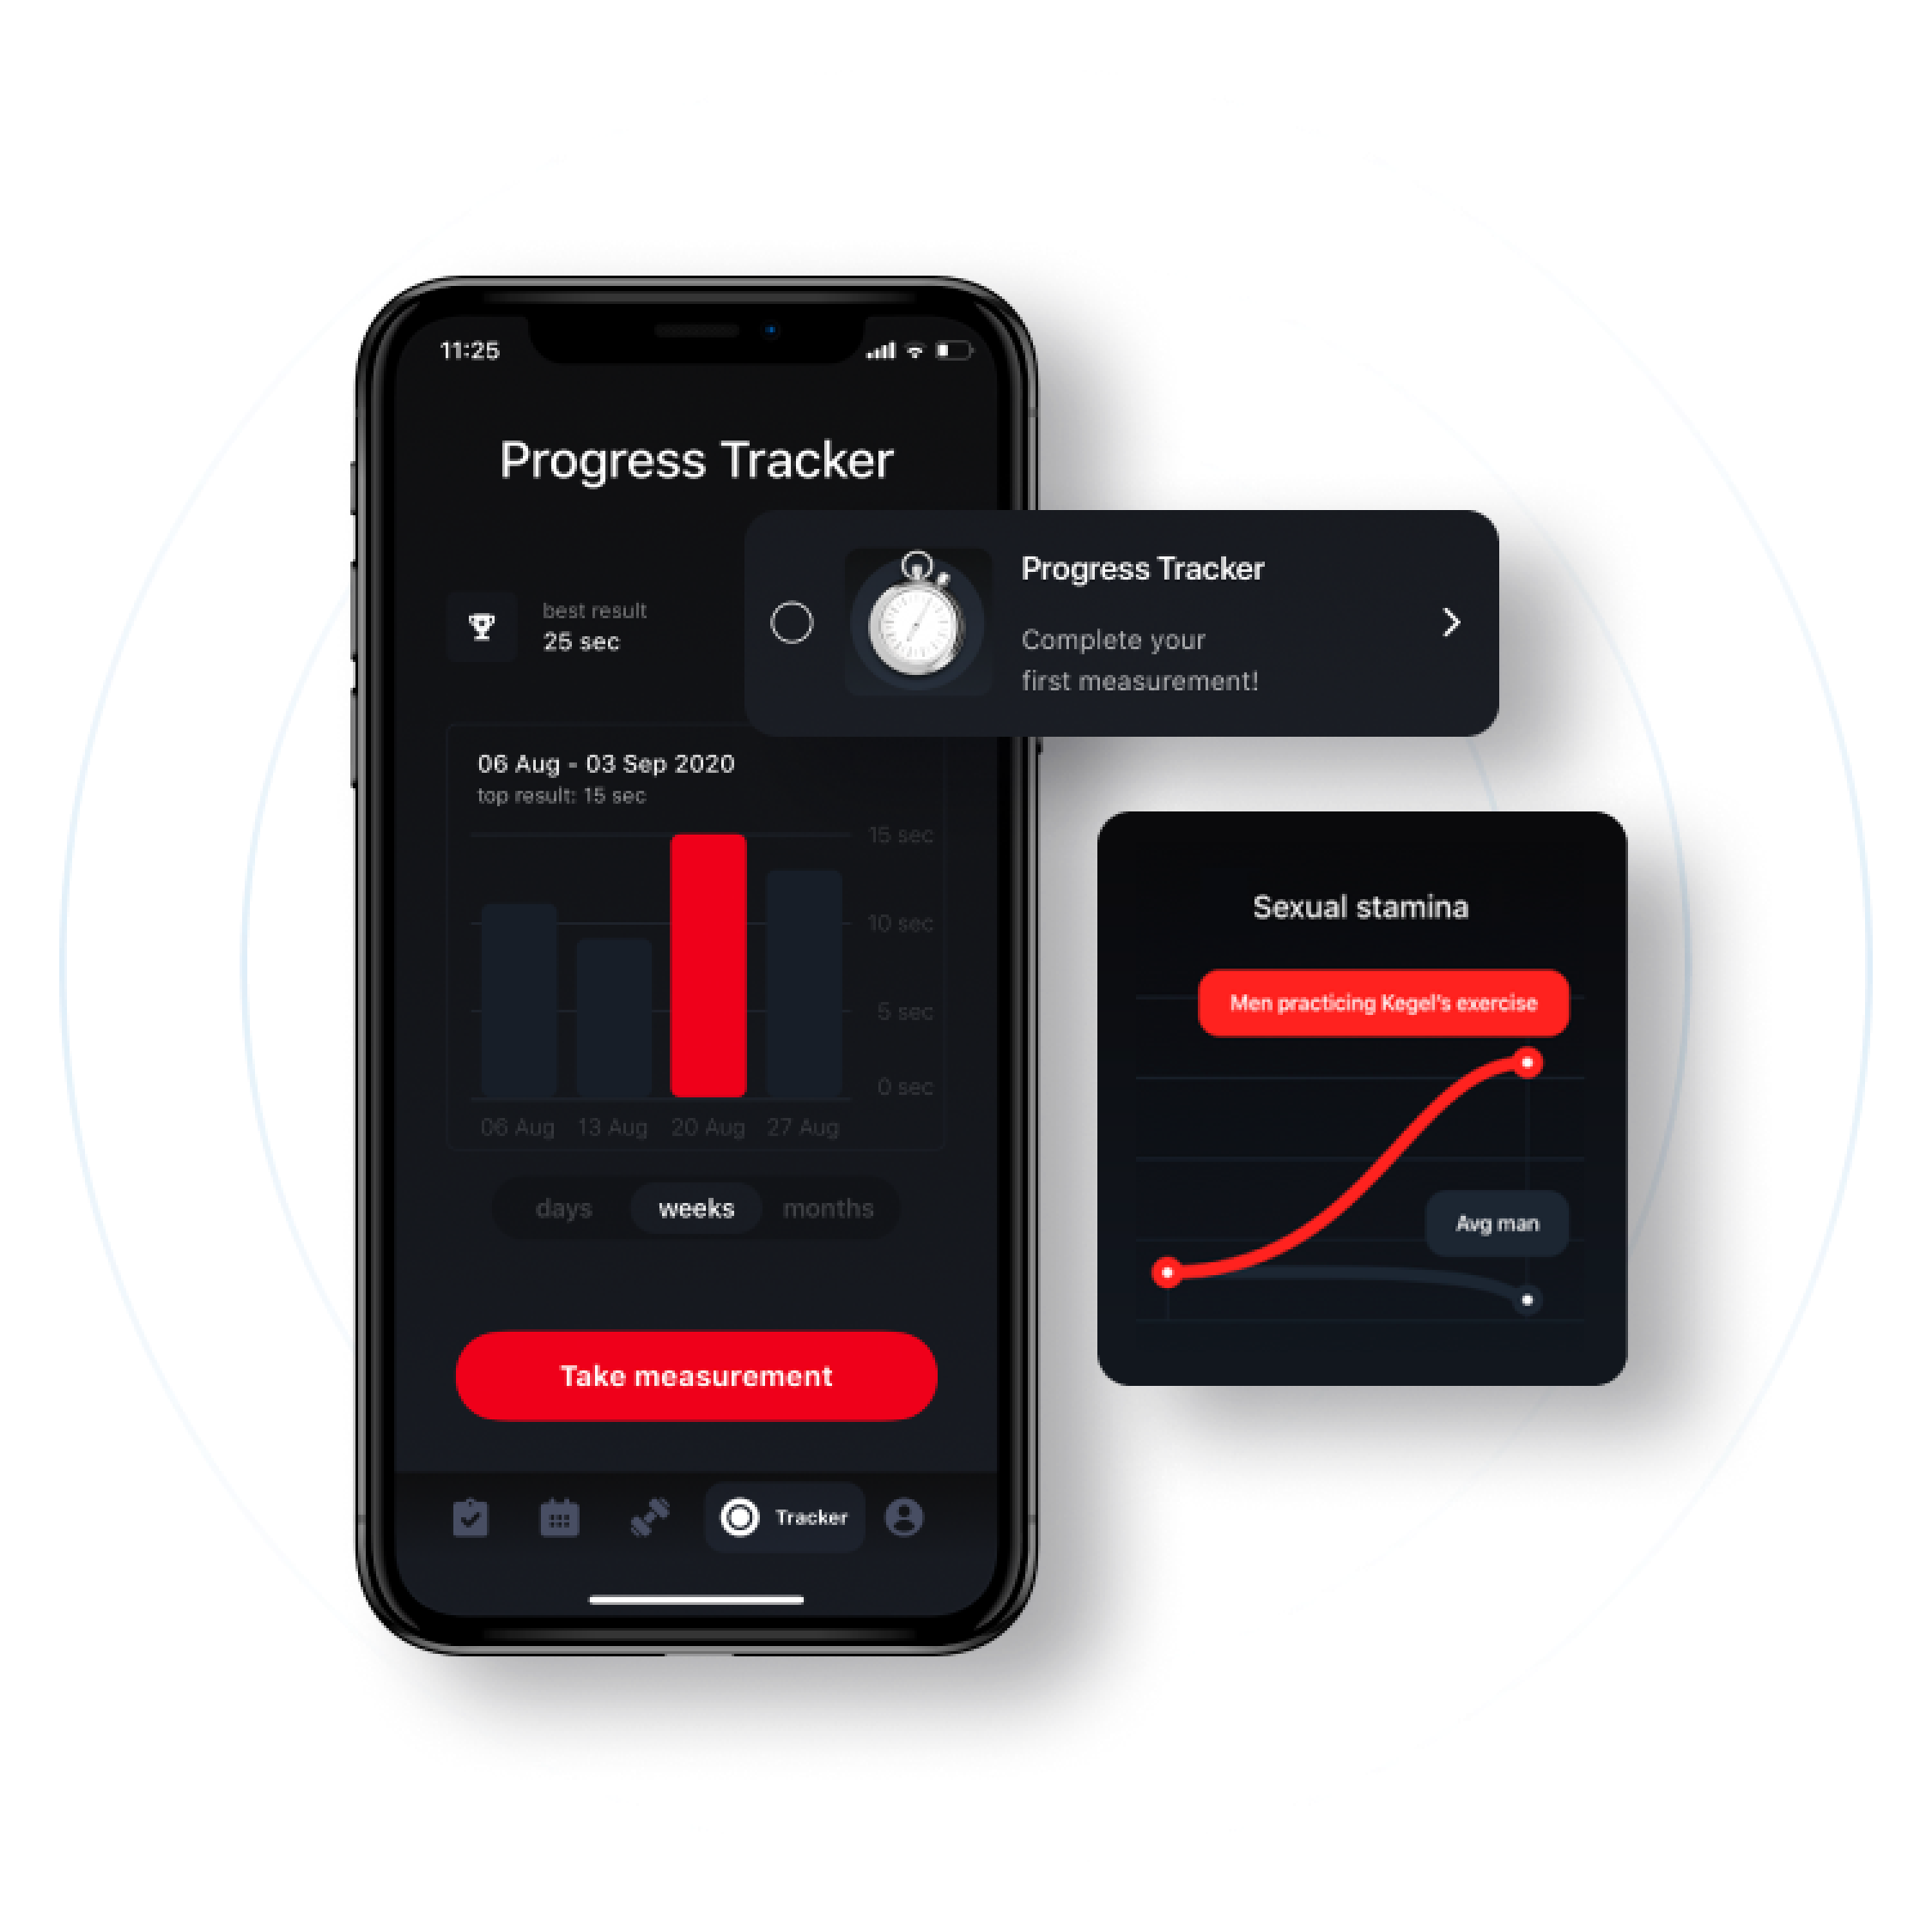 11:25
Progress Tracker
best result
25 sec
Progress Tracker
Complete your
first measurement!
06 Aug - 03 Sep 2020
top result: 15 sec
15 sec
10 sec
5 sec
0 sec
06 Aug 13 Aug 20 Aug 27 Aug
days weeks months
Take measurement
Tracker
Sexual stamina
Men practicing Kegel's exercise
Avg man